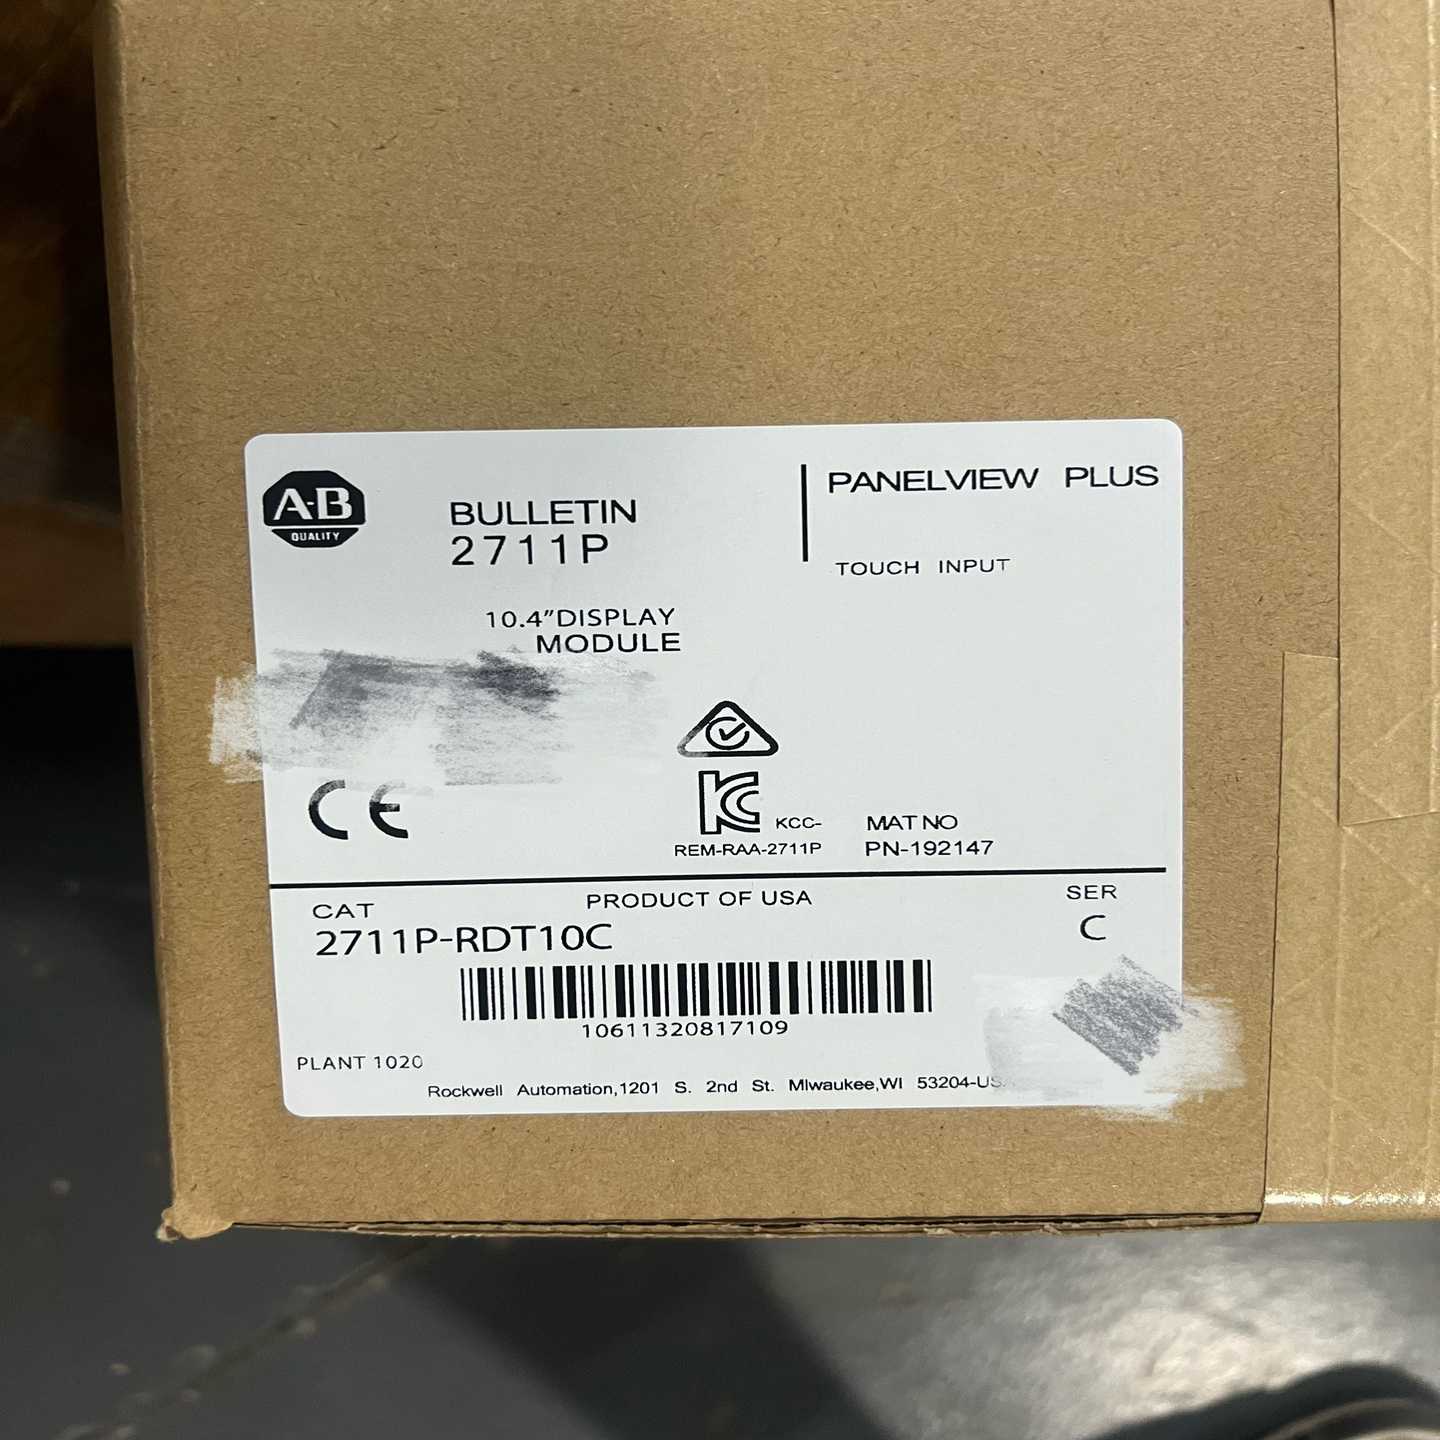 A-B
QUALITY
BULLETIN
2711P
PANELVIEW PLUS
TOUCH INPUT
10.4"DISPLAY
MODULE
CE
KCC-
REM-RAA-2711P
MAT NO
PN-192147
CAT
PRODUCT OF USA
SER
2711P-RDT10C
C
10611320817109
PLANT 1020
Rockwell Automation,1201 S. 2nd St. MIwaukee,WI 53204-US